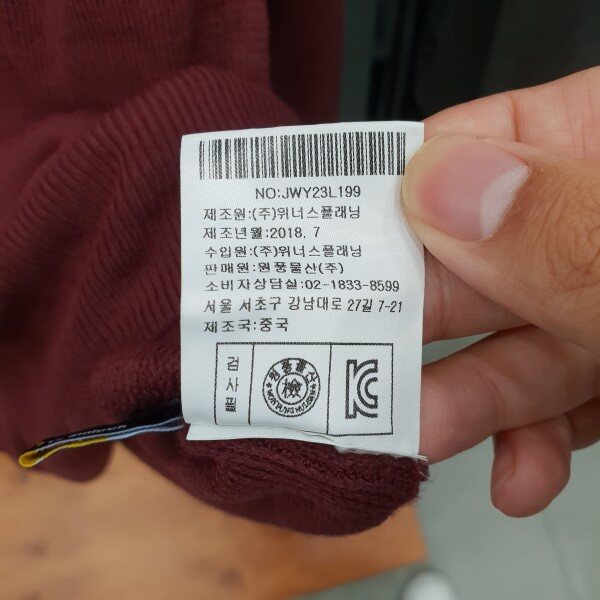 NO:JWY23L199
제조원:(주)위너스플래닝
제조년월:2018. 7
수입원:(주)위너스플래닝
판매원:원풍물산(주)
소비자상담실:02-1833-8599
서울 서초구 강남대로 27길 7-21
제조국:중국
검사필
원풍물산
檢